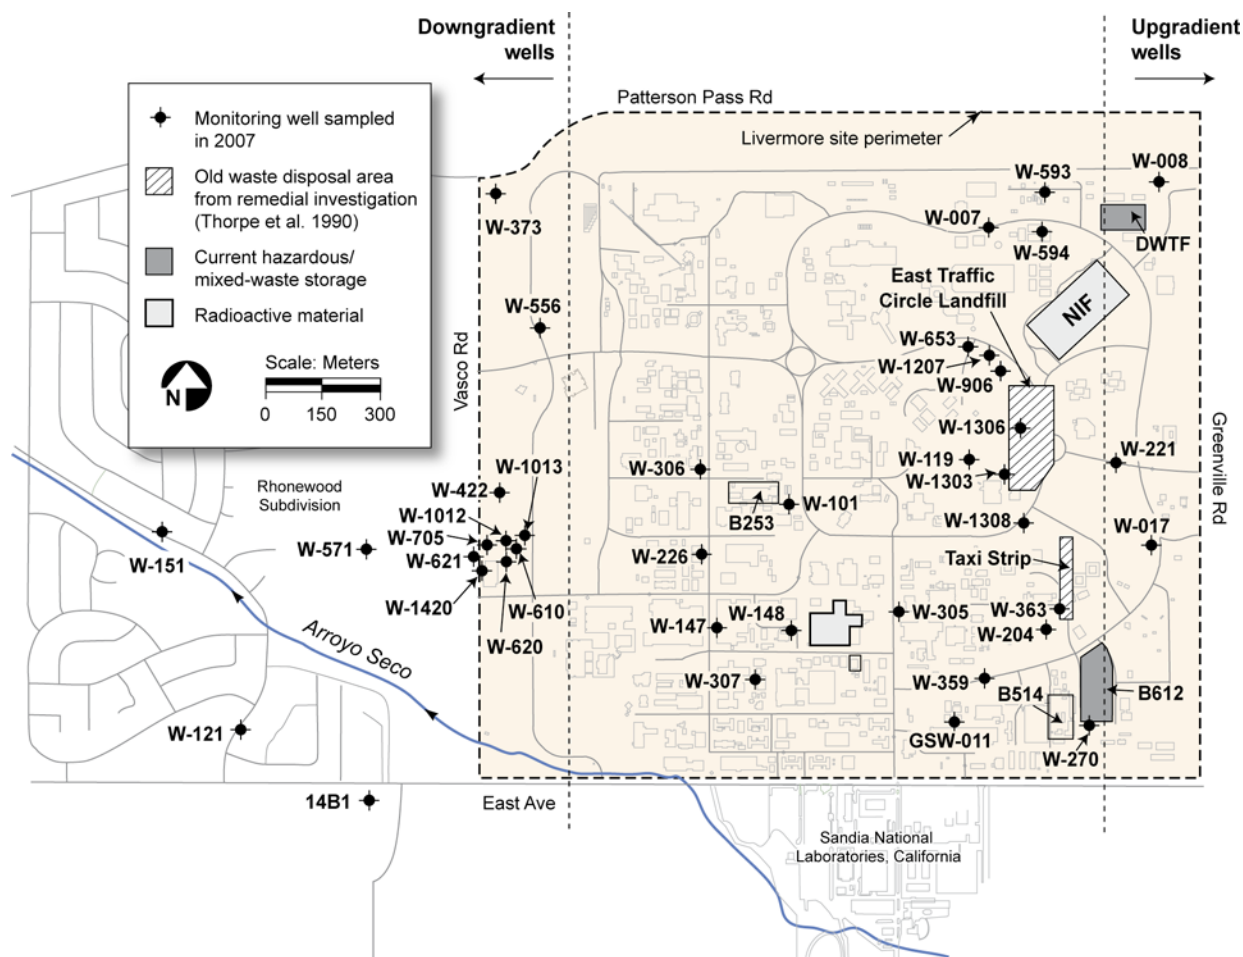 Downgradient
wells
Upgradient
wells
Patterson Pass Rd
Livermore site perimeter
Monitoring well sampled
in 2007
Old waste disposal area
from remedial investigation
(Thorpe et al. 1990)
Current hazardous/
mixed-waste storage
Radioactive material
N
Scale: Meters
0 150 300
W-008
W-593
W-373
W-007
W-594
DWTF
East Traffic
Circle Landfill
NIF
W-556
Vasco Rd
W-653
W-1207
W-906
W-1306
Greenville Rd
W-221
W-119
W-1303
W-306
W-1013
W-422
Rhonewood
Subdivision
W-1012
W-705
W-101
B253
W-1308
W-017
W-571
W-151
W-621
W-226
Taxi Strip
W-1420
W-610
W-620
W-305
W-363
W-148
W-147
W-204
Arroyo Seco
W-307
W-359
B514
B612
W-121
GSW-011
W-270
14B1
East Ave
Sandia National
Laboratories, California